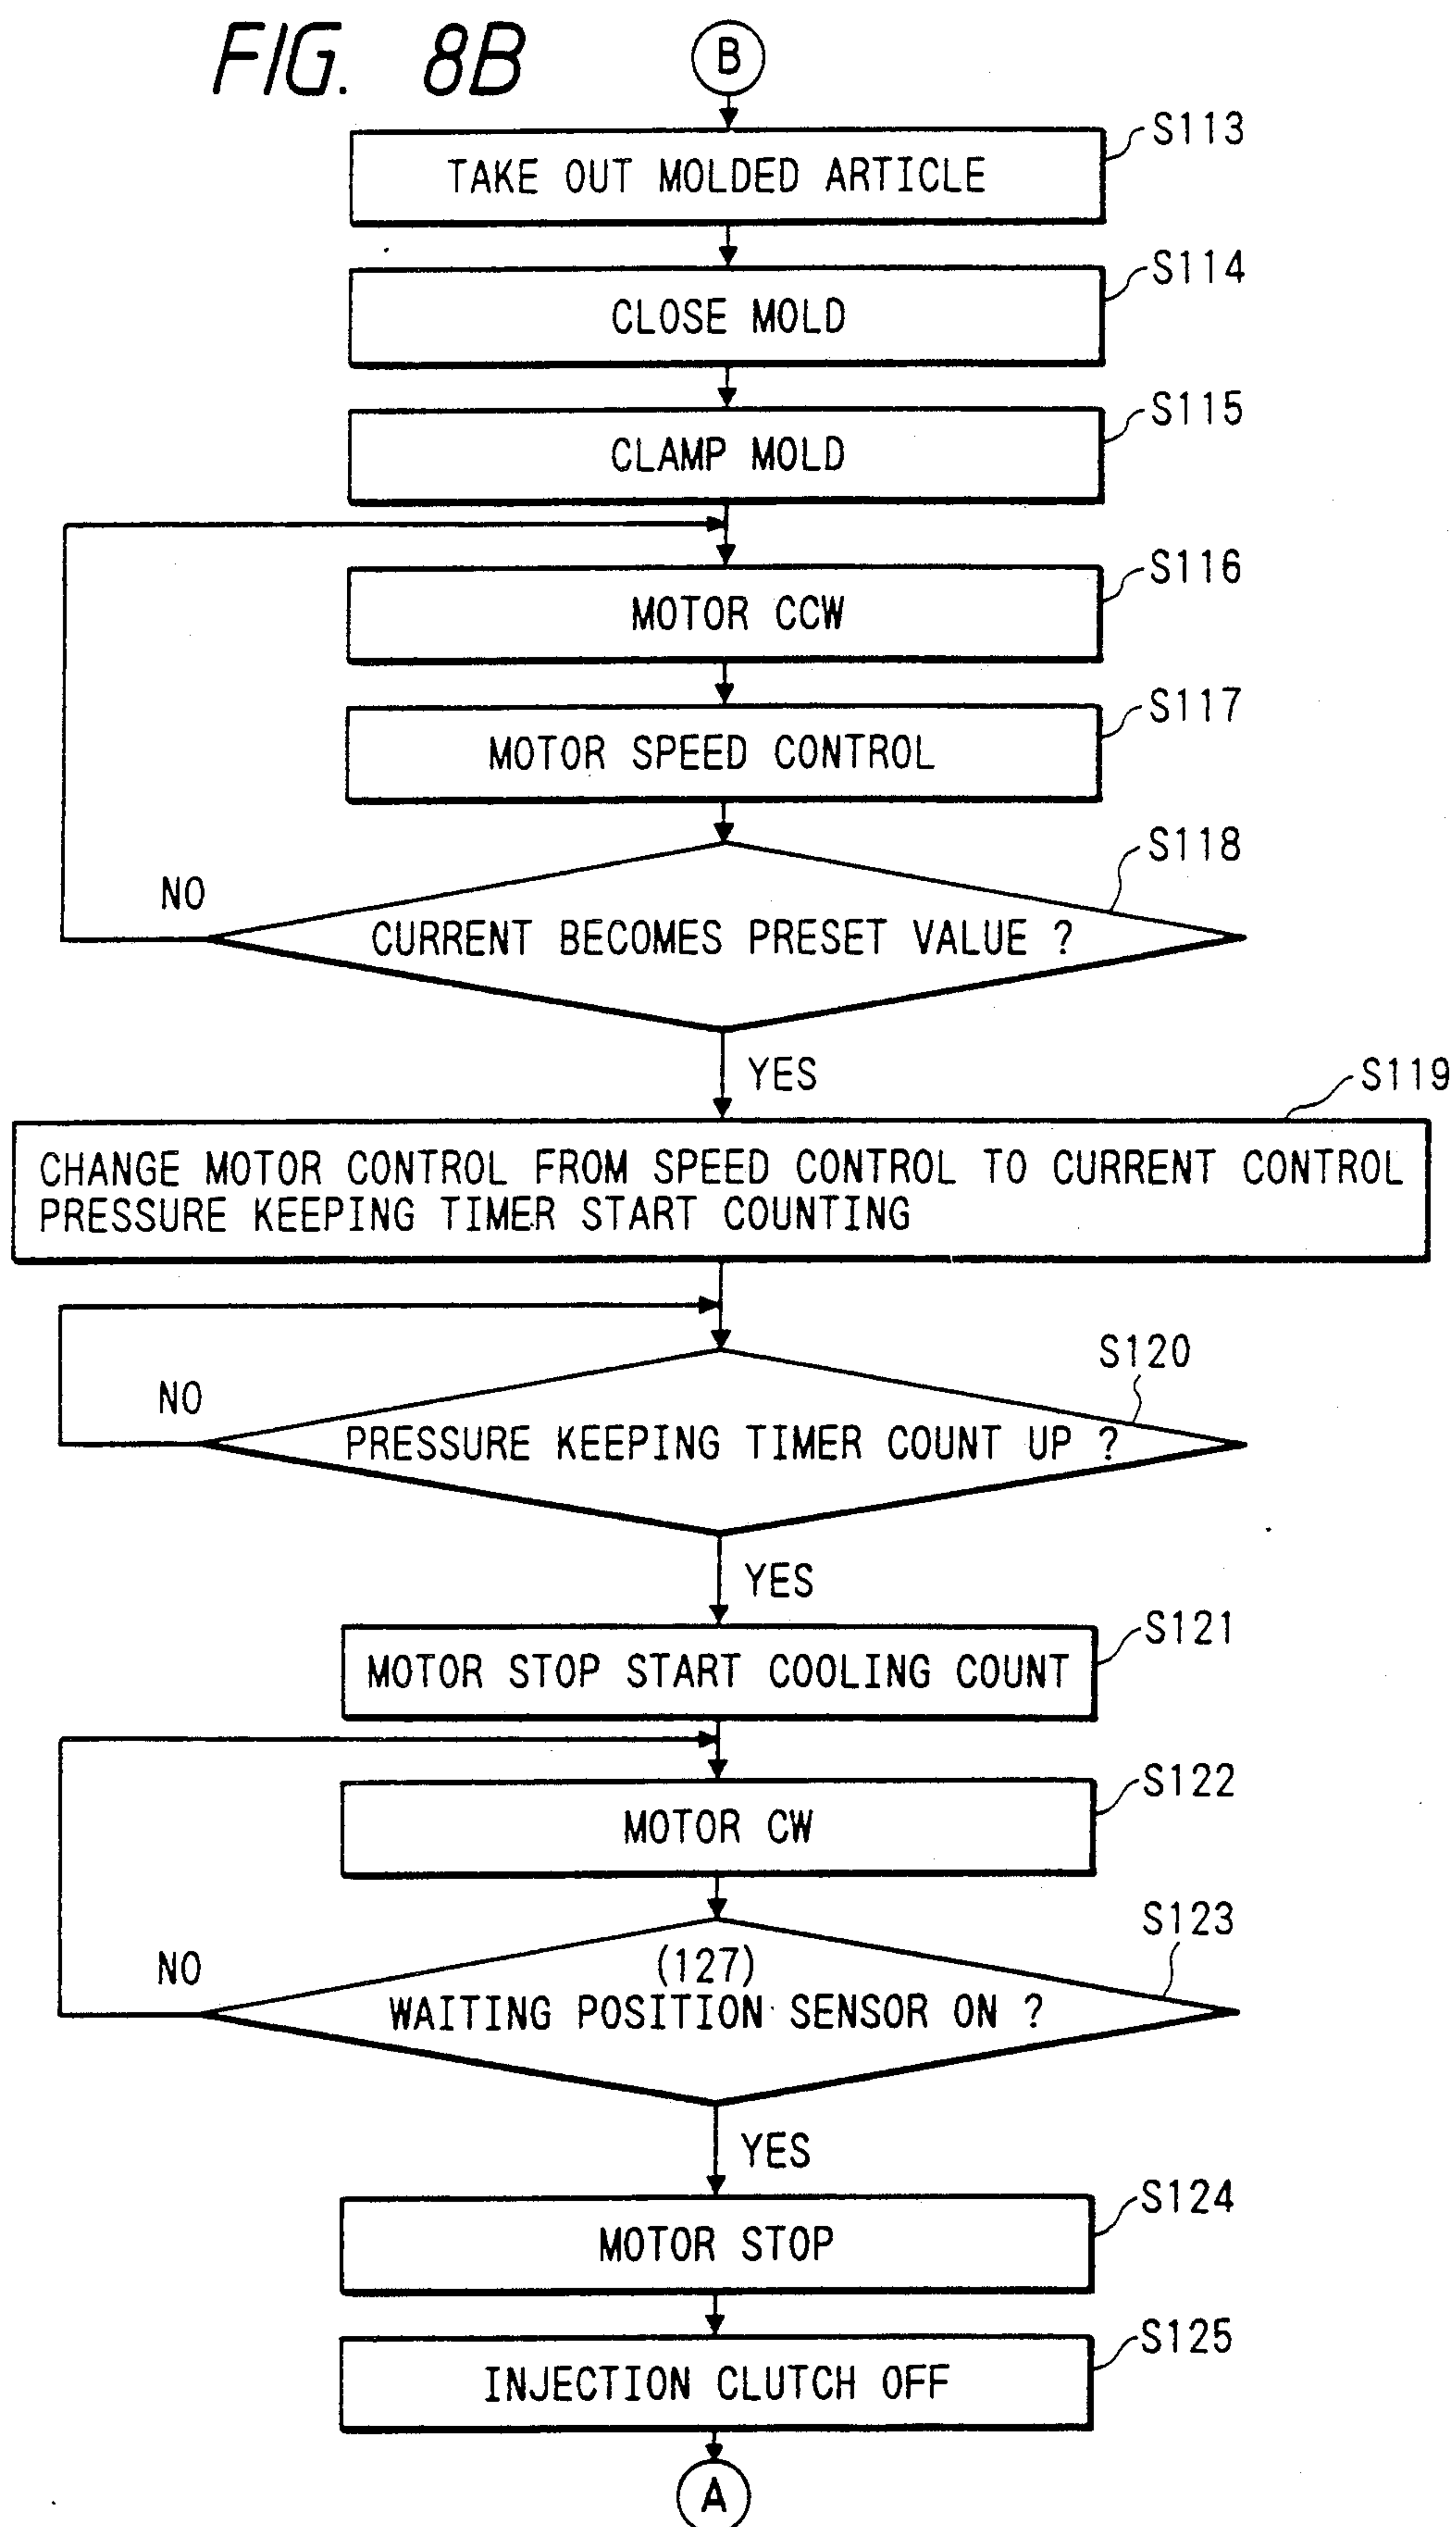 FIG. 8B
B
S113
TAKE OUT MOLDED ARTICLE
S114
CLOSE MOLD
S115
CLAMP MOLD
S116
MOTOR CCW
S117
MOTOR SPEED CONTROL
S118
NO
CURRENT BECOMES PRESET VALUE ?
YES
S119
CHANGE MOTOR CONTROL FROM SPEED CONTROL TO CURRENT CONTROL
PRESSURE KEEPING TIMER START COUNTING
S120
NO
PRESSURE KEEPING TIMER COUNT UP ?
YES
S121
MOTOR STOP START COOLING COUNT
S122
MOTOR CW
S123
NO
(127)
WAITING POSITION SENSOR ON ?
YES
S124
MOTOR STOP
S125
INJECTION CLUTCH OFF
A